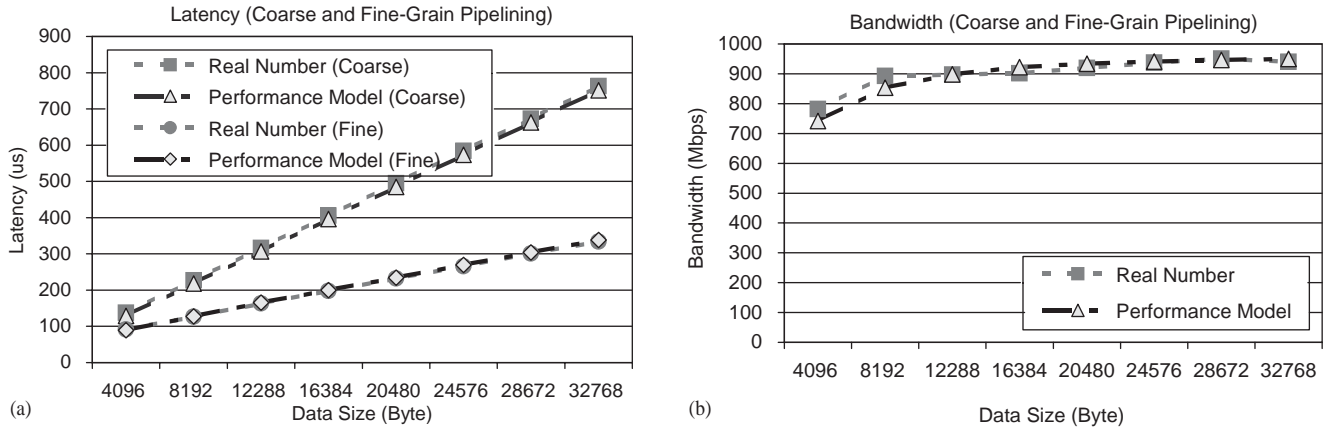 Latency (Coarse and Fine-Grain Pipelining)
900
800
700
600
500
400
300
200
100
0
Latency (us)
Real Number (Coarse)
Performance Model (Coarse)
Real Number (Fine)
Performance Model (Fine)
4096 8192 12288 16384 20480 24576 28672 32768
Data Size (Byte)
(a)
Bandwidth (Coarse and Fine-Grain Pipelining)
1000
900
800
700
600
500
400
300
200
100
0
Bandwidth (Mbps)
Real Number
Performance Model
4096 8192 12288 16384 20480 24576 28672 32768
Data Size (Byte)
(b)